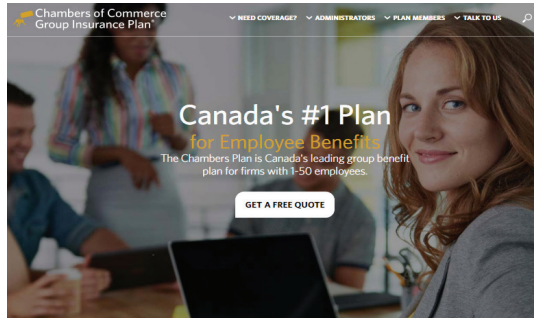 Chambers of Commerce
Group Insurance Plan
NEED COVERAGE? ADMINISTRATORS PLAN MEMBERS TALK TO US
Canada's #1 Plan
for Employee Benefits
The Chambers Plan is Canada's leading group benefit
plan for firms with 1-50 employees.
GET A FREE QUOTE